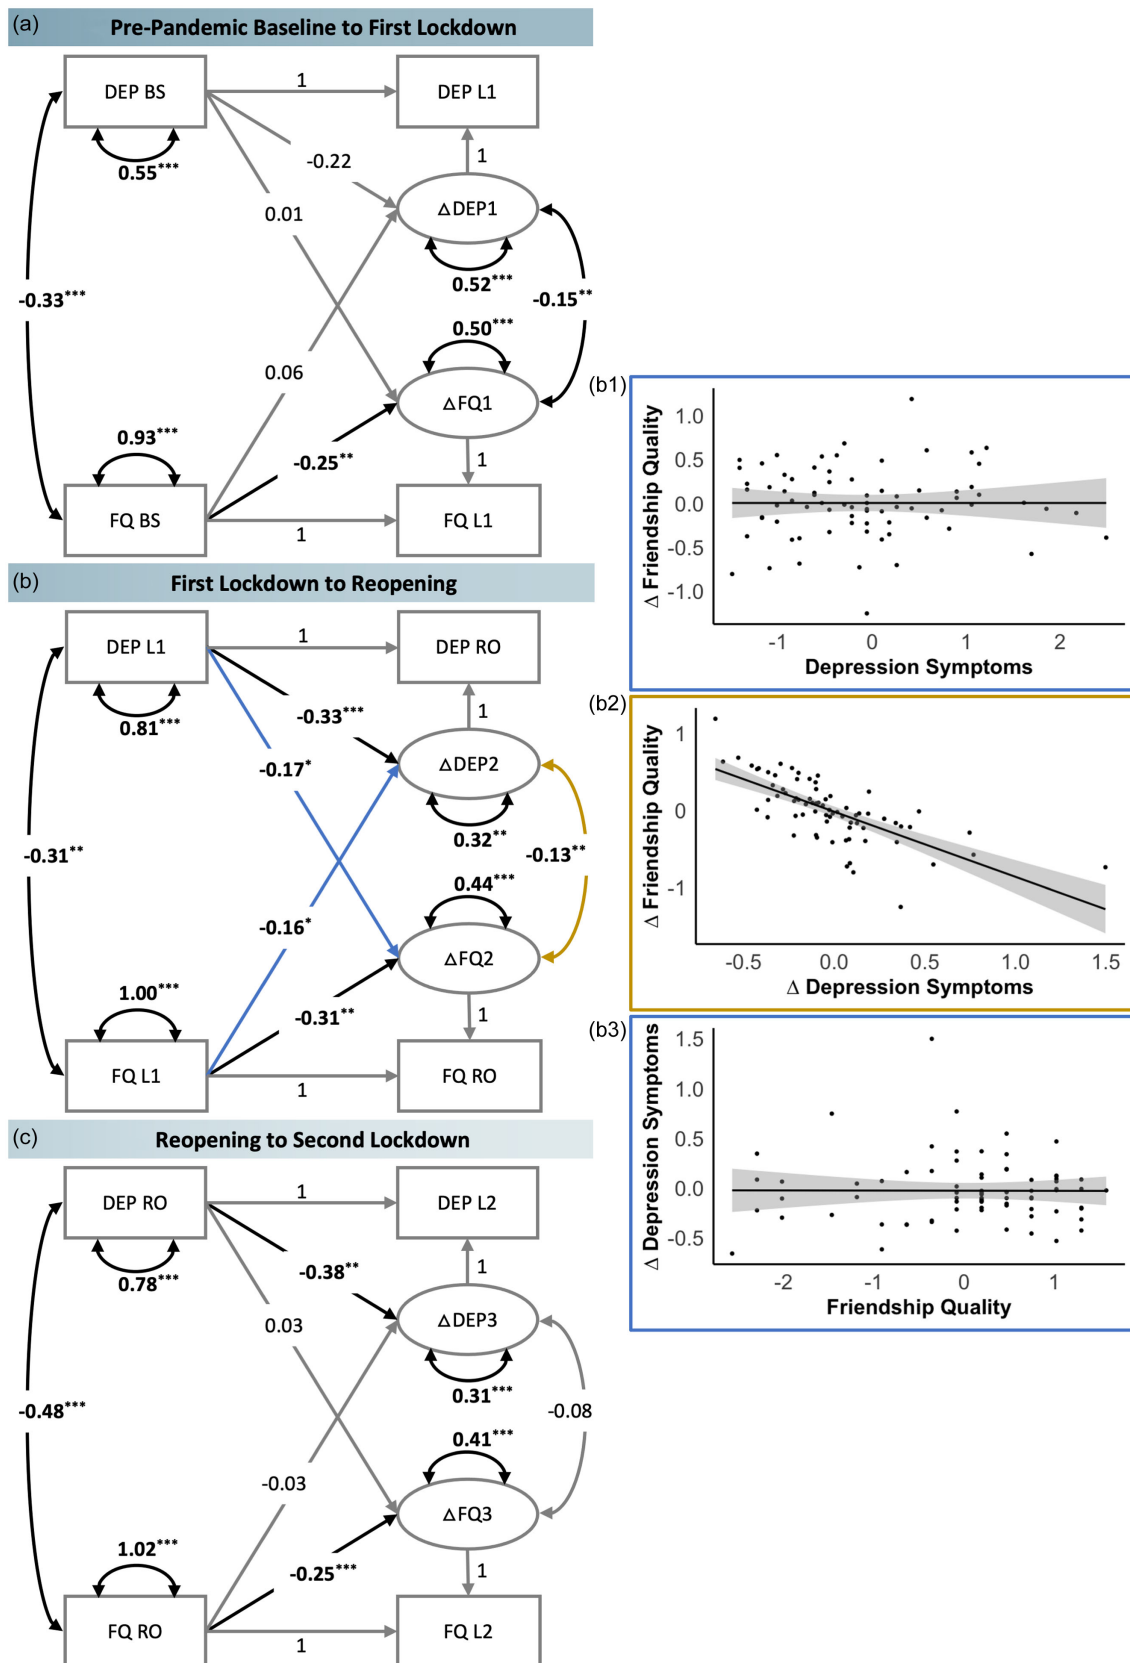 (a) Pre-Pandemic Baseline to First Lockdown
DEP BS
1
DEP L1
0.55***
-0.22
1
0.01
ΔDEP1
0.52***
-0.33***
-0.15**
0.50***
0.06
ΔFQ1
0.93***
-0.25**
1
FQ BS
1
FQ L1
(b) First Lockdown to Reopening
DEP L1
1
DEP RO
0.81***
-0.33***
1
-0.17*
ΔDEP2
0.32**
-0.31**
-0.13**
0.44***
-0.16*
ΔFQ2
1.00***
-0.31**
1
FQ L1
1
FQ RO
(c) Reopening to Second Lockdown
DEP RO
1
DEP L2
0.78***
-0.38**
1
0.03
ΔDEP3
0.31***
-0.48***
-0.08
0.41***
-0.03
ΔFQ3
1.02***
-0.25***
1
FQ RO
1
FQ L2
(b1)
Δ Friendship Quality
1.0
0.5
0.0
-0.5
-1.0
-1 0 1 2
Depression Symptoms
(b2)
Δ Friendship Quality
1
0
-1
-0.5 0.0 0.5 1.0 1.5
Δ Depression Symptoms
(b3)
Δ Depression Symptoms
1.5
1.0
0.5
0.0
-0.5
-2 -1 0 1
Friendship Quality